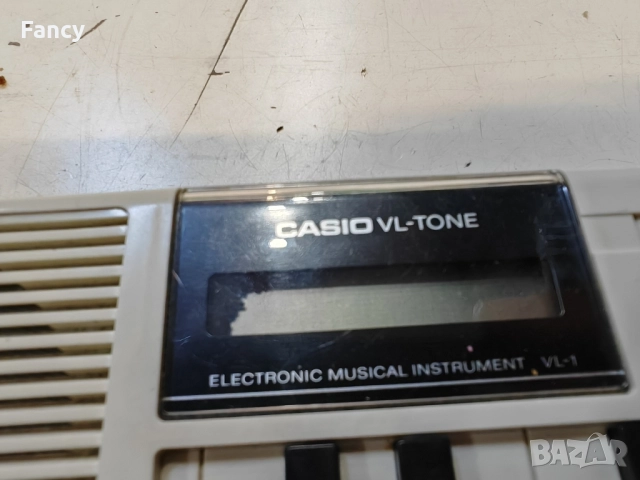 Fancy
CASIO VL-TONE
ELECTRONIC MUSICAL INSTRUMENT VL-1
BAZAR